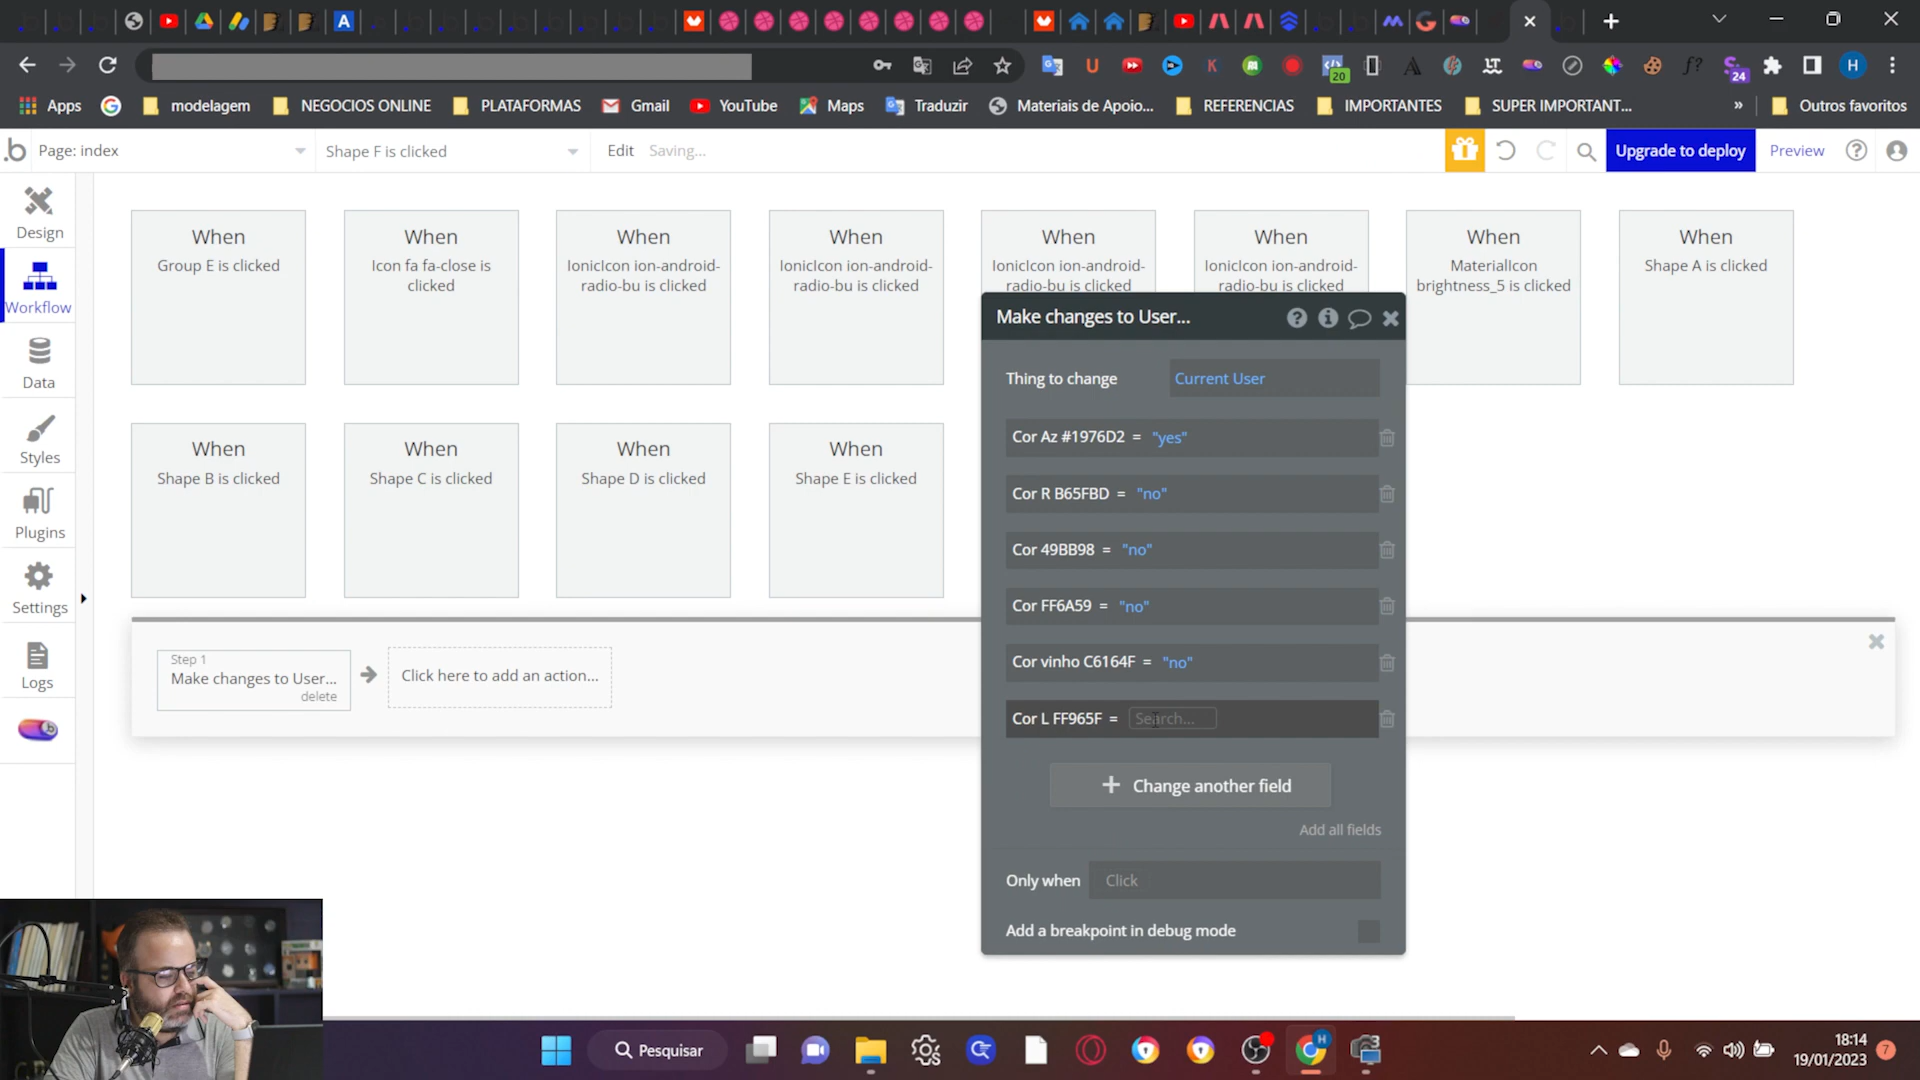 Apps
modelagem
NEGOCIOS ONLINE
PLATAFORMAS
Gmail
YouTube
Maps
Traduzir
Materiais de Apoio...
REFERENCIAS
IMPORTANTES
SUPER IMPORTANT...
»
Outros favoritos
20
24
H
Page: index
Shape F is clicked
Edit
Saving...
Upgrade to deploy
Preview
Design
Workflow
Data
Styles
Plugins
Settings
Logs
When
Group E is clicked
When
Icon fa fa-close is
clicked
When
IonicIcon ion-android-
radio-bu is clicked
When
IonicIcon ion-android-
radio-bu is clicked
When
IonicIcon ion-android-
radio-bu is clicked
When
IonicIcon ion-android-
radio-bu is clicked
When
MaterialIcon
brightness_5 is clicked
When
Shape A is clicked
When
Shape B is clicked
When
Shape C is clicked
When
Shape D is clicked
When
Shape E is clicked
Step 1
Make changes to User...
delete
Click here to add an action...
Make changes to User...
Thing to change
Current User
Cor Az #1976D2 = "yes"
Cor R B65FBD = "no"
Cor 49BB98 = "no"
Cor FF6A59 = "no"
Cor vinho C6164F = "no"
Cor L FF965F = Search...
+ Change another field
Add all fields
Only when
Click
Add a breakpoint in debug mode
Pesquisar
18:14
19/01/2023
7